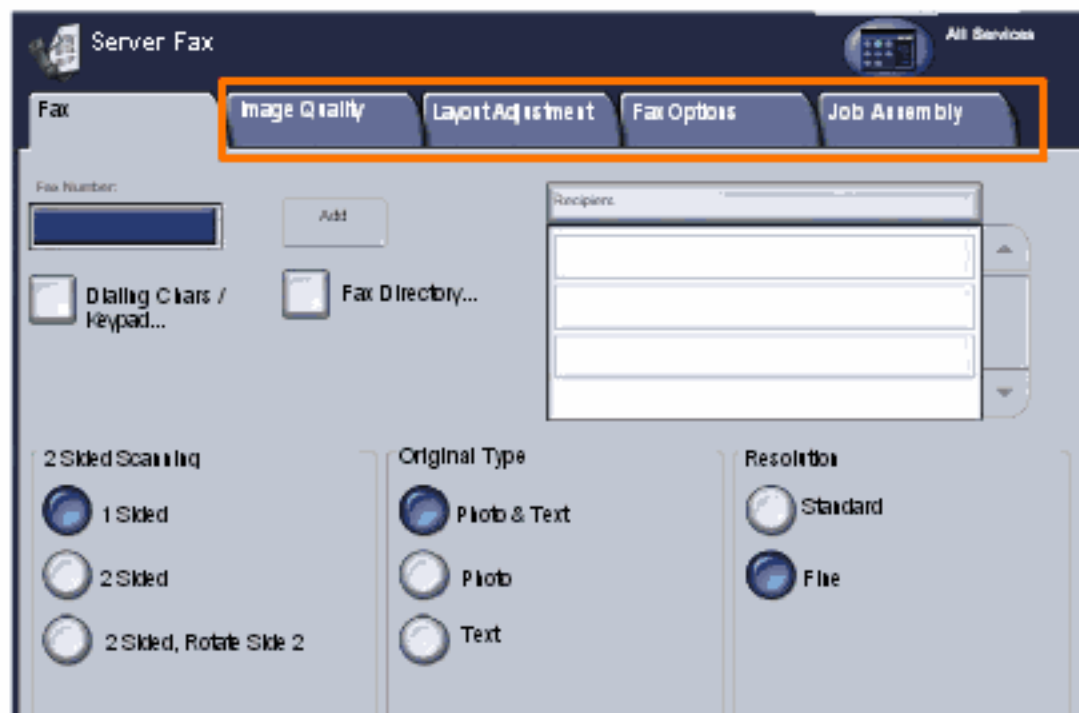 Server Fax
All Services
Fax
Image Quality
Layout Adjustment
Fax Options
Job Assembly
Fax Number:
Add
Recipient
Dialing Chars /
Keypad...
Fax Directory...
2 Sided Scanning
1 Sided
2 Sided
2 Sided, Rotate Side 2
Original Type
Photo & Text
Photo
Text
Resolution
Standard
Fine